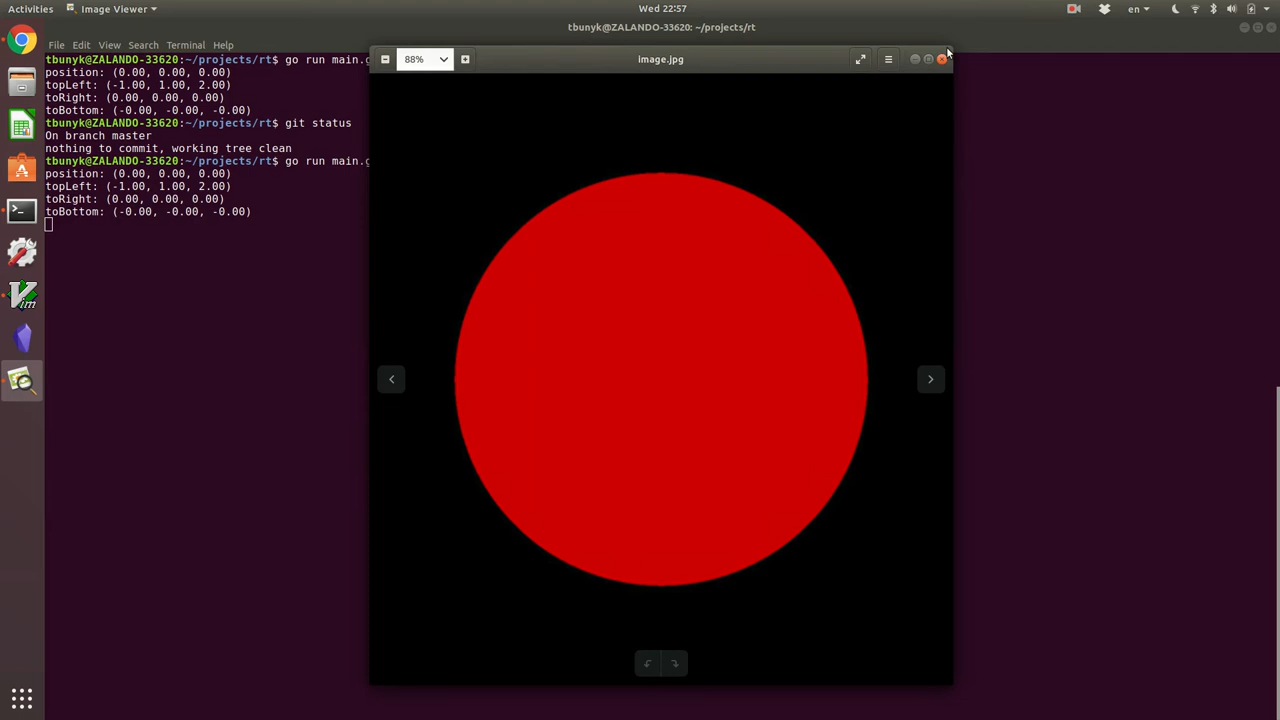 Activities
Image Viewer
Wed 22:57
en
tbunyk@ZALANDO-33620: ~/projects/rt
File Edit View Search Terminal Help
88%
image.jpg
tbunyk@ZALANDO-33620:~/projects/rt$ go run main.g
position: (0.00, 0.00, 0.00)
topLeft: (-1.00, 1.00, 2.00)
toRight: (0.00, 0.00, 0.00)
toBottom: (-0.00, -0.00, -0.00)
tbunyk@ZALANDO-33620:~/projects/rt$ git status
On branch master
nothing to commit, working tree clean
tbunyk@ZALANDO-33620:~/projects/rt$ go run main.g
position: (0.00, 0.00, 0.00)
topLeft: (-1.00, 1.00, 2.00)
toRight: (0.00, 0.00, 0.00)
toBottom: (-0.00, -0.00, -0.00)
Vim